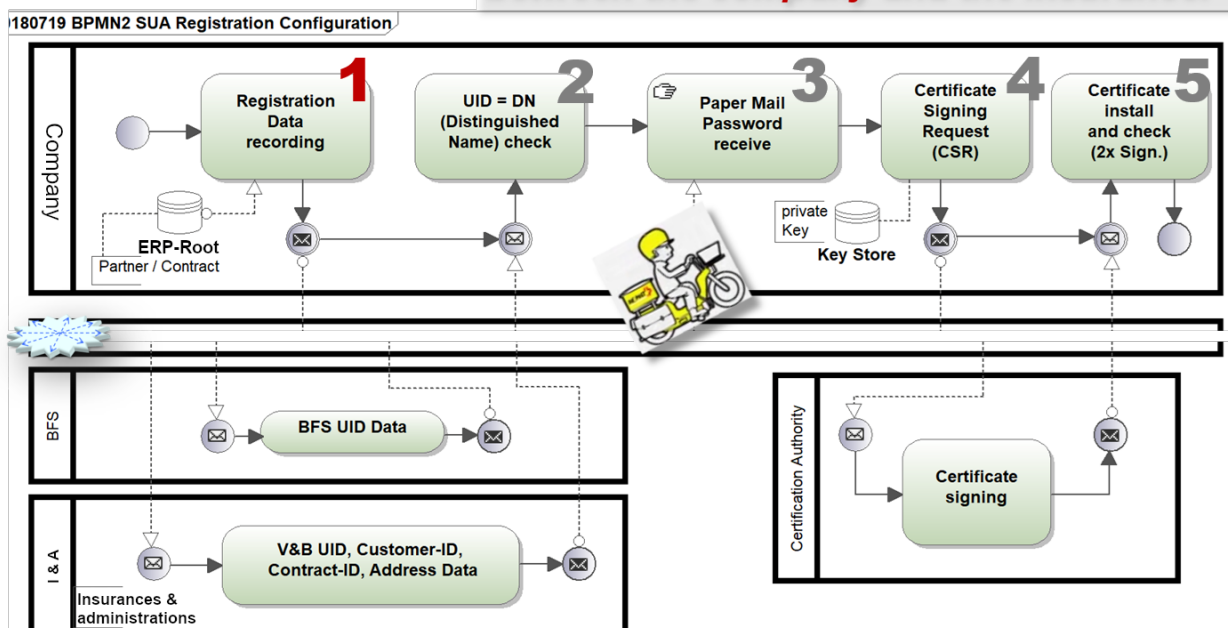 0180719 BPMN2 SUA Registration Configuration
Company
Registration
Data
recording
1
UID = DN
(Distinguished
Name) check
2
Paper Mail
Password
receive
3
Certificate
Signing
Request
(CSR)
4
Certificate
install
and check
(2x Sign.)
5
ERP-Root
Partner / Contract
private
Key
Key Store
BFS
BFS UID Data
I & A
V&B UID, Customer-ID,
Contract-ID, Address Data
Insurances &
administrations
Certification Authority
Certificate
signing